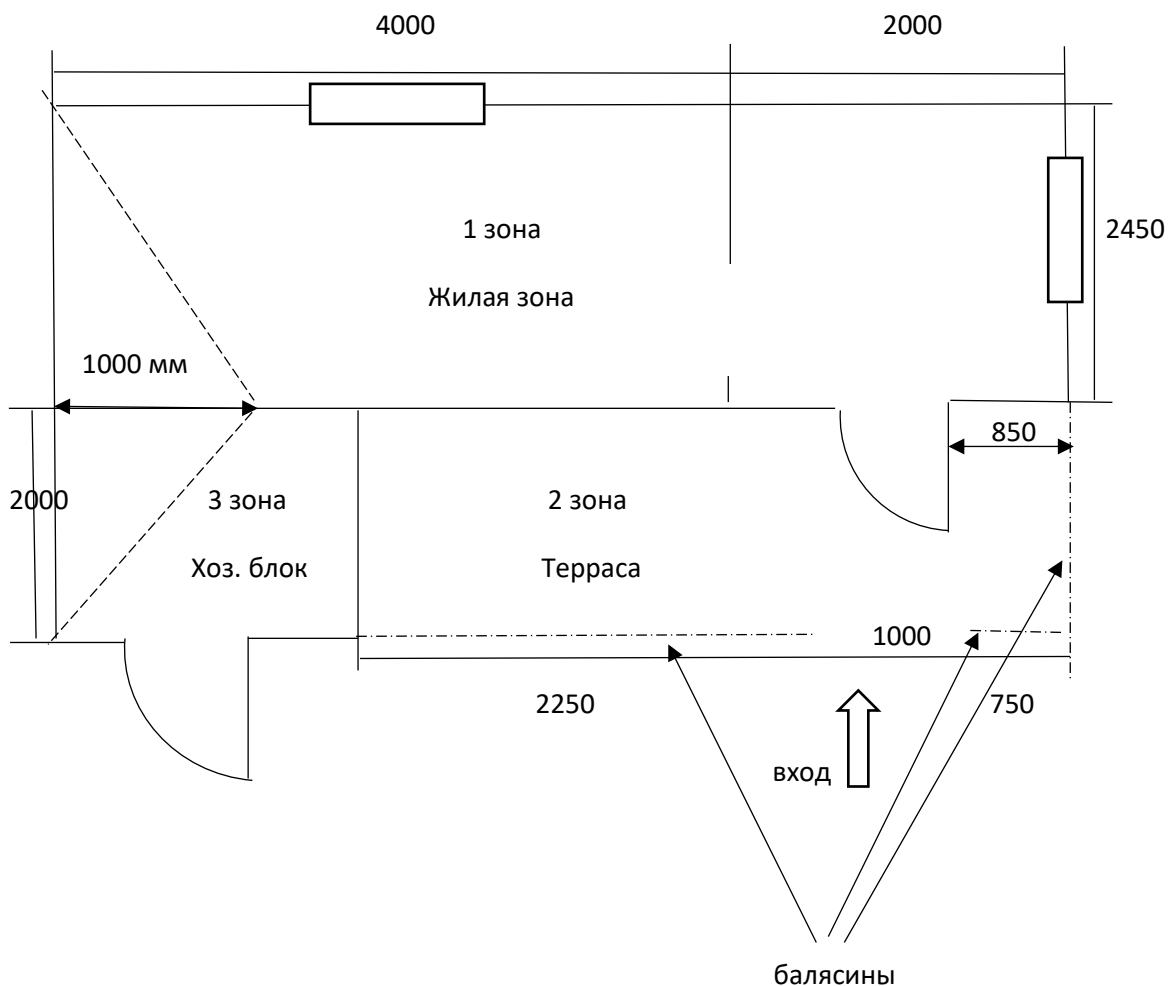 4000
2000
1 зона
2450
Жилая зона
1000 мм
850
2000
3 зона
2 зона
Хоз. блок
Терраса
1000
2250
750
вход
балясины